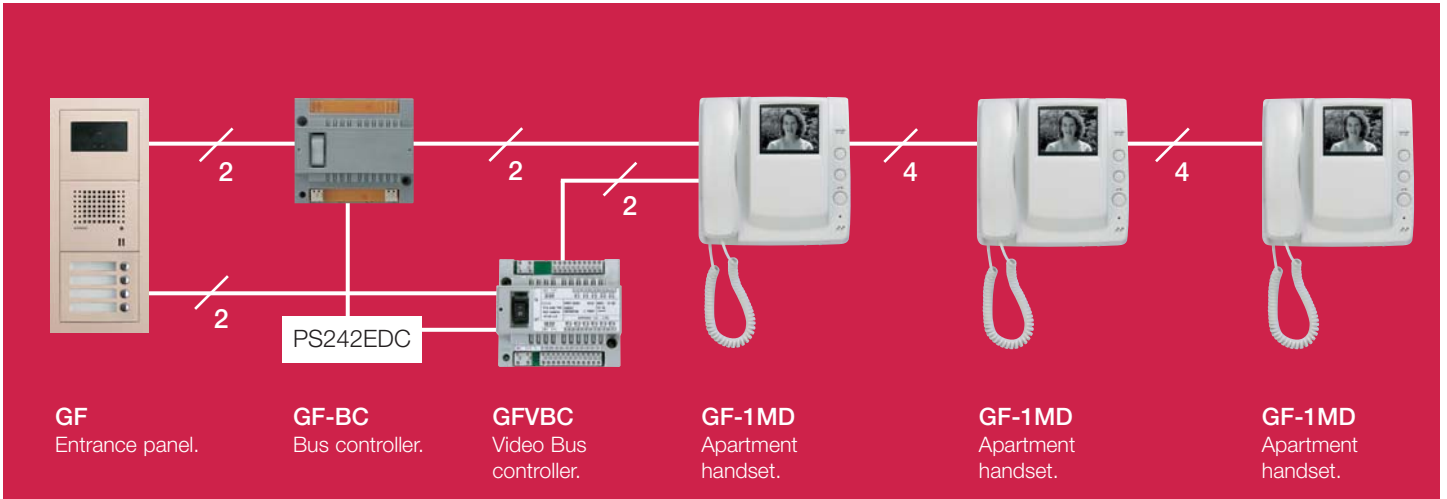 2
2
2
4
4
2
PS242EDC
GF
Entrance panel.
GF-BC
Bus controller.
GFVBC
Video Bus
controller.
GF-1MD
Apartment
handset.
GF-1MD
Apartment
handset.
GF-1MD
Apartment
handset.